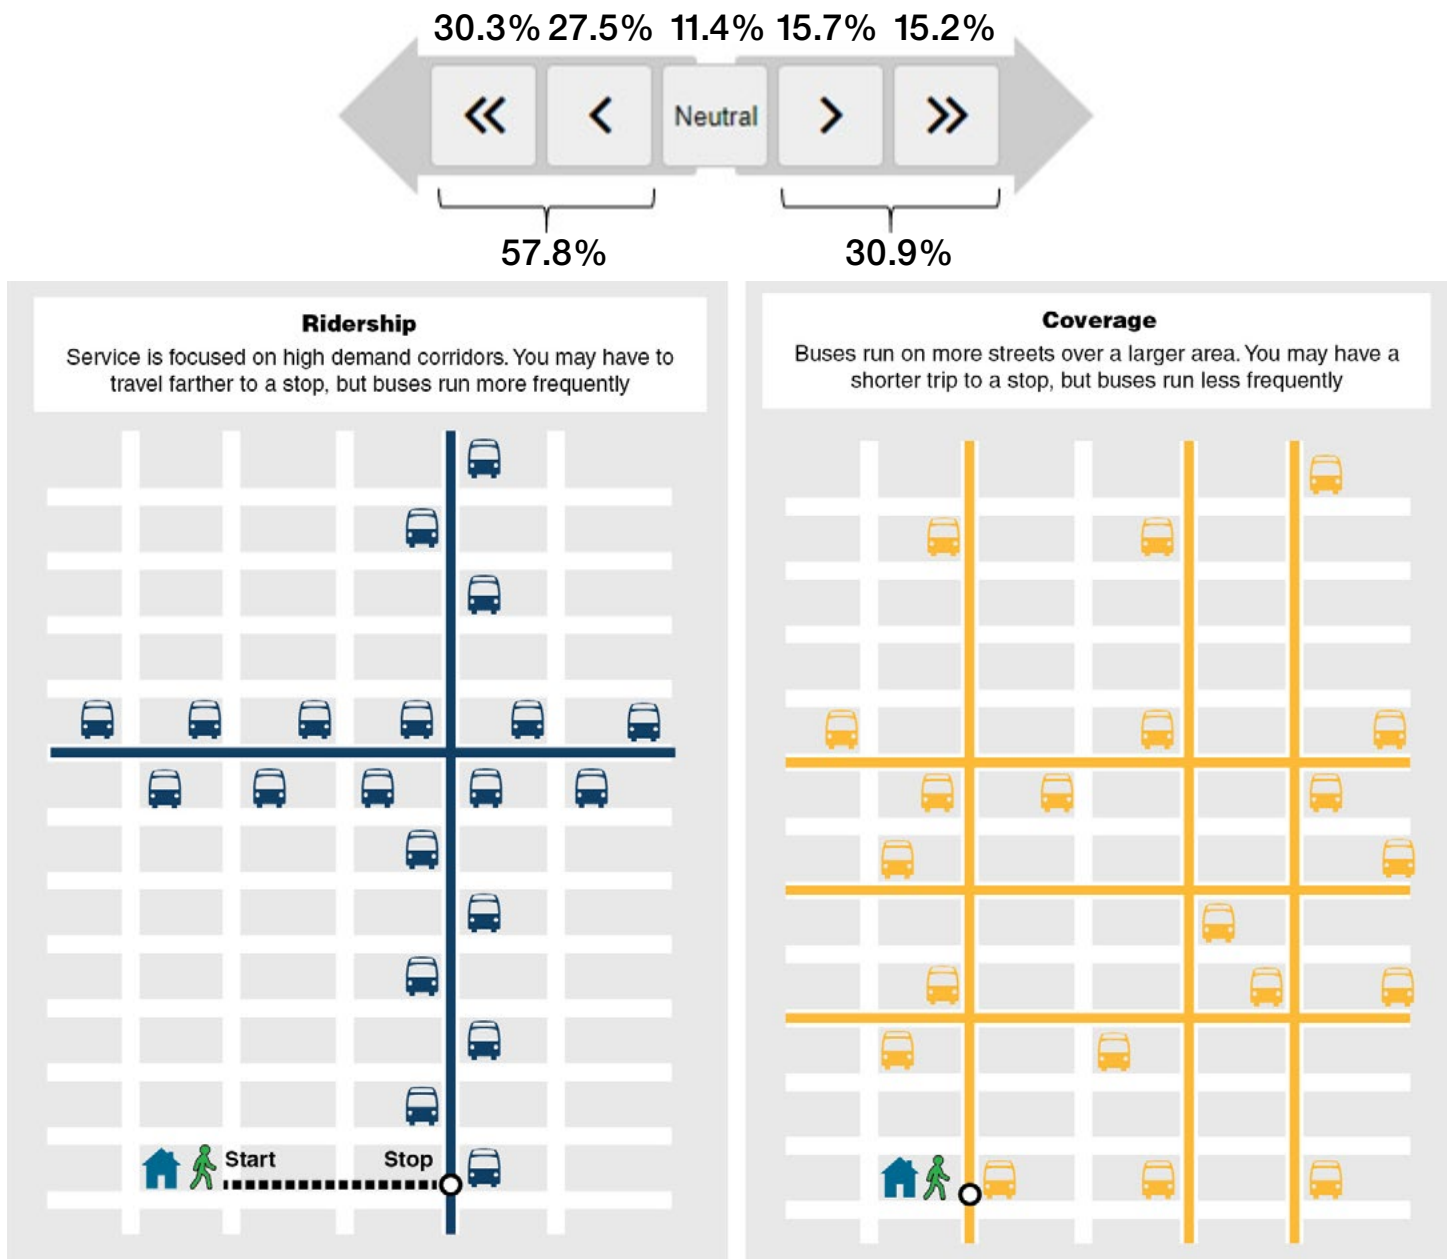 30.3% 27.5% 11.4% 15.7% 15.2%
Neutral
57.8% 30.9%
Ridership
Service is focused on high demand corridors. You may have to
travel farther to a stop, but buses run more frequently
Coverage
Buses run on more streets over a larger area. You may have a
shorter trip to a stop, but buses run less frequently
Start Stop